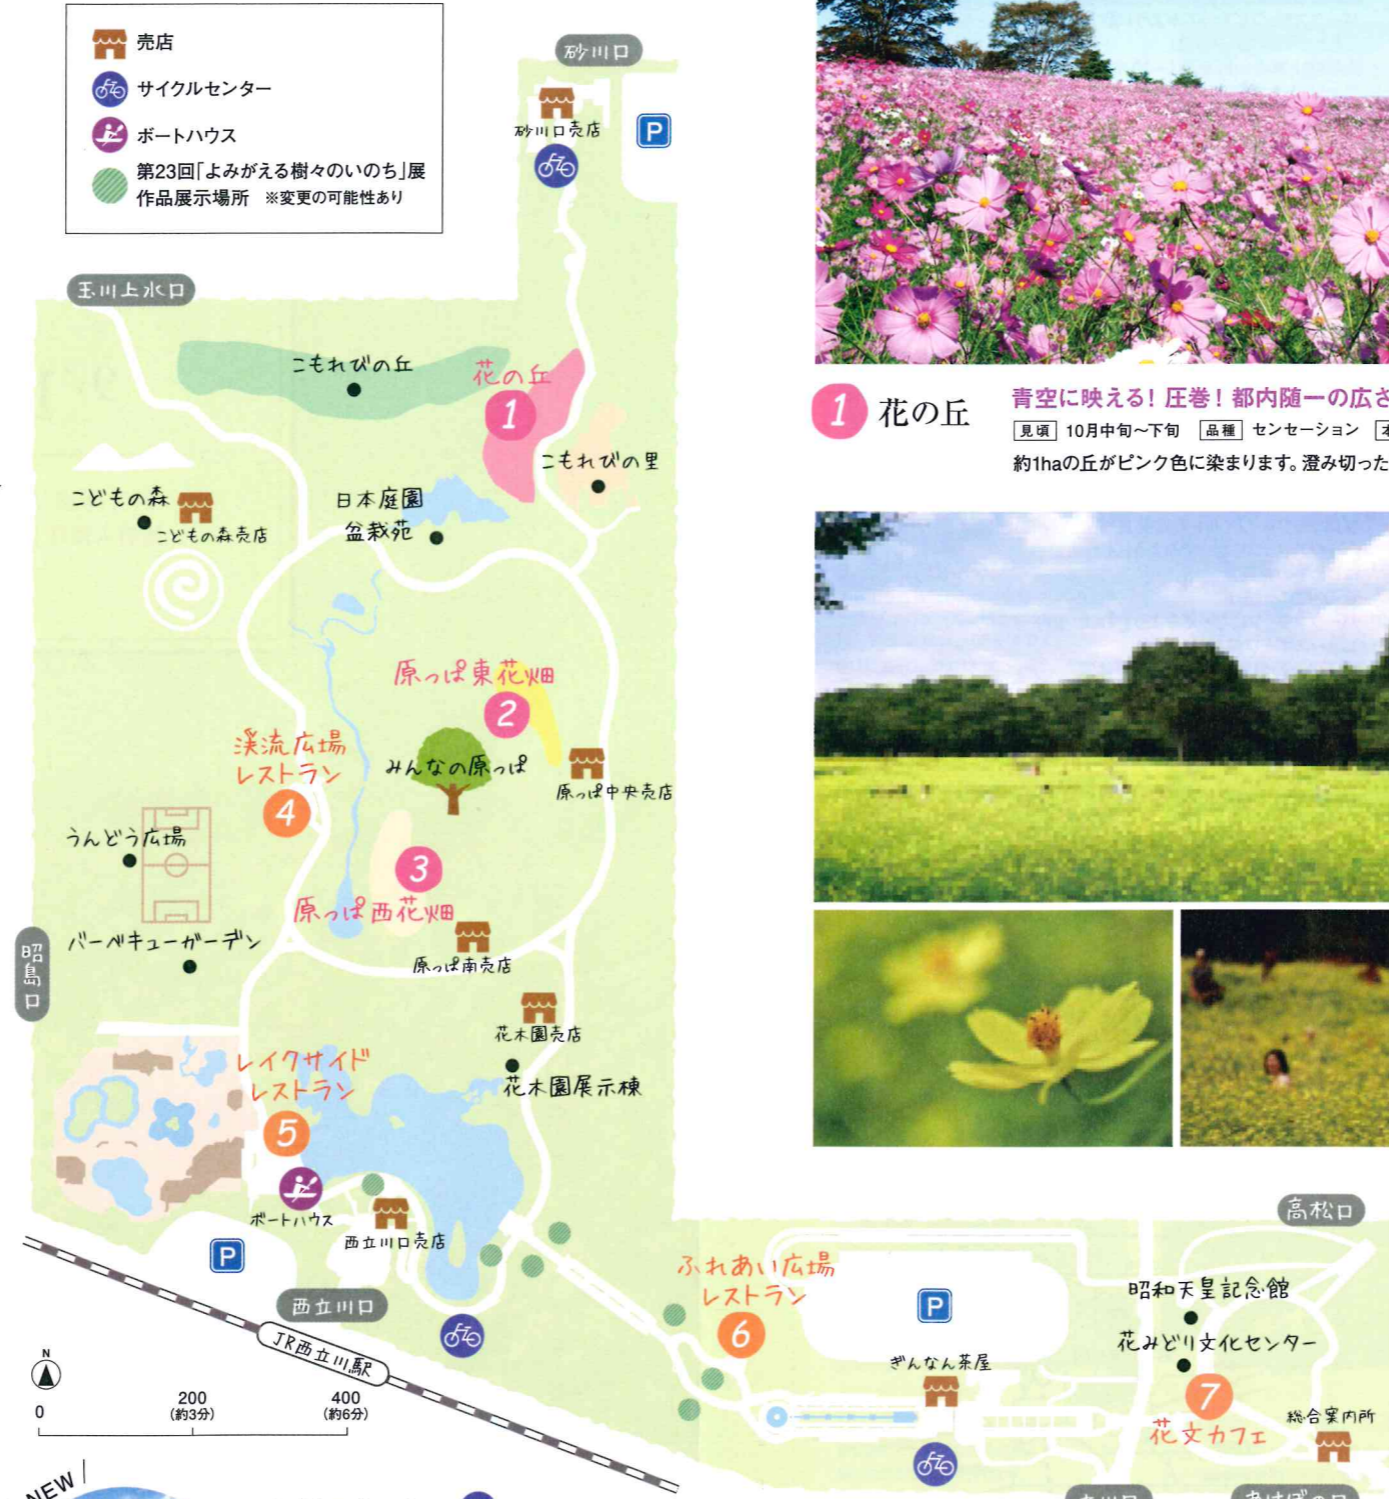 売店
サイクルセンター
ボートハウス
第23回「よみがえる樹々のいのち」展
作品展示場所 ※変更の可能性あり
砂川口
砂川口売店
P
玉川上水口
こもれびの丘
花の丘
1
こもれびの里
こどもの森
こどもの森売店
日本庭園
盆栽苑
原っぱ東花畑
2
渓流広場
レストラン
4
みんなの原っぱ
原っぱ中央売店
うんどう広場
3
原っぱ西花畑
バーベキューガーデン
原っぱ南売店
昭島口
花木園売店
花木園展示棟
レイクサイド
レストラン
5
ボートハウス
西立川口売店
P
西立川口
JR西立川駅
N
0
200
(約3分)
400
(約6分)
NEW
ふれあい広場
レストラン
6
P
ぎんなん茶屋
高松口
昭和天皇記念館
花みどり文化センター
7
花文カフェ
総合案内所
1 花の丘
青空に映える！圧巻！都内随一の広さ
見頃 10月中旬～下旬 品種 センセーション
約1haの丘がピンク色に染まります。澄み切った